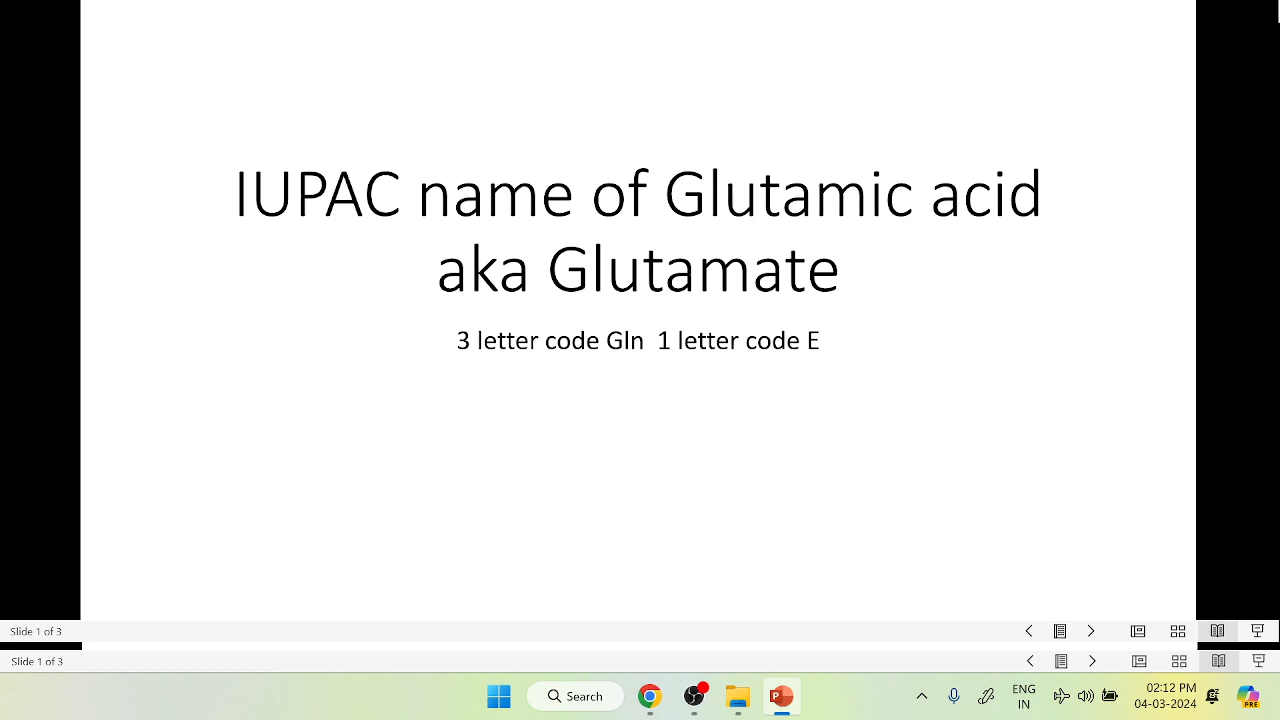 IUPAC name of Glutamic acid
aka Glutamate
3 letter code Gln  1 letter code E
Slide 1 of 3
Slide 1 of 3
Search
ENG
IN
02:12 PM
04-03-2024
PRE